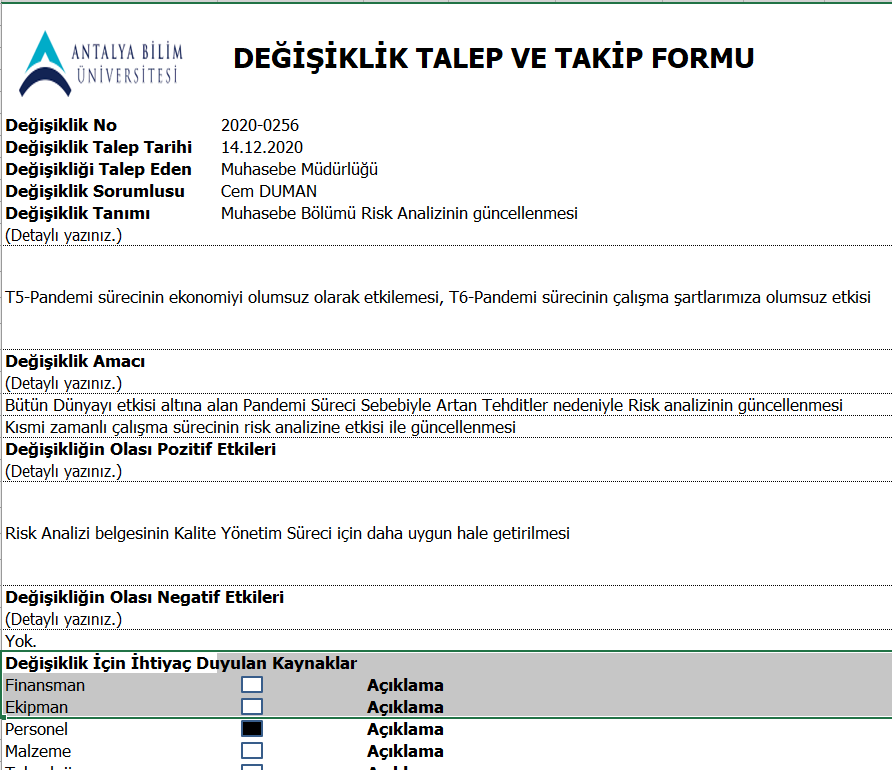 ANTALYA BİLİM
ÜNİVERSİTESİ
DEĞİŞİKLİK TALEP VE TAKİP FORMU
Değişiklik No 2020-0256
Değişiklik Talep Tarihi 14.12.2020
Değişikliği Talep Eden Muhasebe Müdürlüğü
Değişiklik Sorumlusu Cem DUMAN
Değişiklik Tanımı Muhasebe Bölümü Risk Analizinin güncellenmesi
(Detaylı yazınız.)
T5-Pandemi sürecinin ekonomiyi olumsuz olarak etkilemesi, T6-Pandemi sürecinin çalışma şartlarımıza olumsuz etkisi
Değişiklik Amacı
(Detaylı yazınız.)
Bütün Dünyayı etkisi altına alan Pandemi Süreci Sebebiyle Artan Tehditler nedeniyle Risk analizinin güncellenmesi
Kısmi zamanlı çalışma sürecinin risk analizine etkisi ile güncellenmesi
Değişikliğin Olası Pozitif Etkileri
(Detaylı yazınız.)
Risk Analizi belgesinin Kalite Yönetim Süreci için daha uygun hale getirilmesi
Değişikliğin Olası Negatif Etkileri
(Detaylı yazınız.)
Yok.
Değişiklik İçin İhtiyaç Duyulan Kaynaklar
Finansman Açıklama
Ekipman Açıklama
Personel Açıklama
Malzeme Açıklama